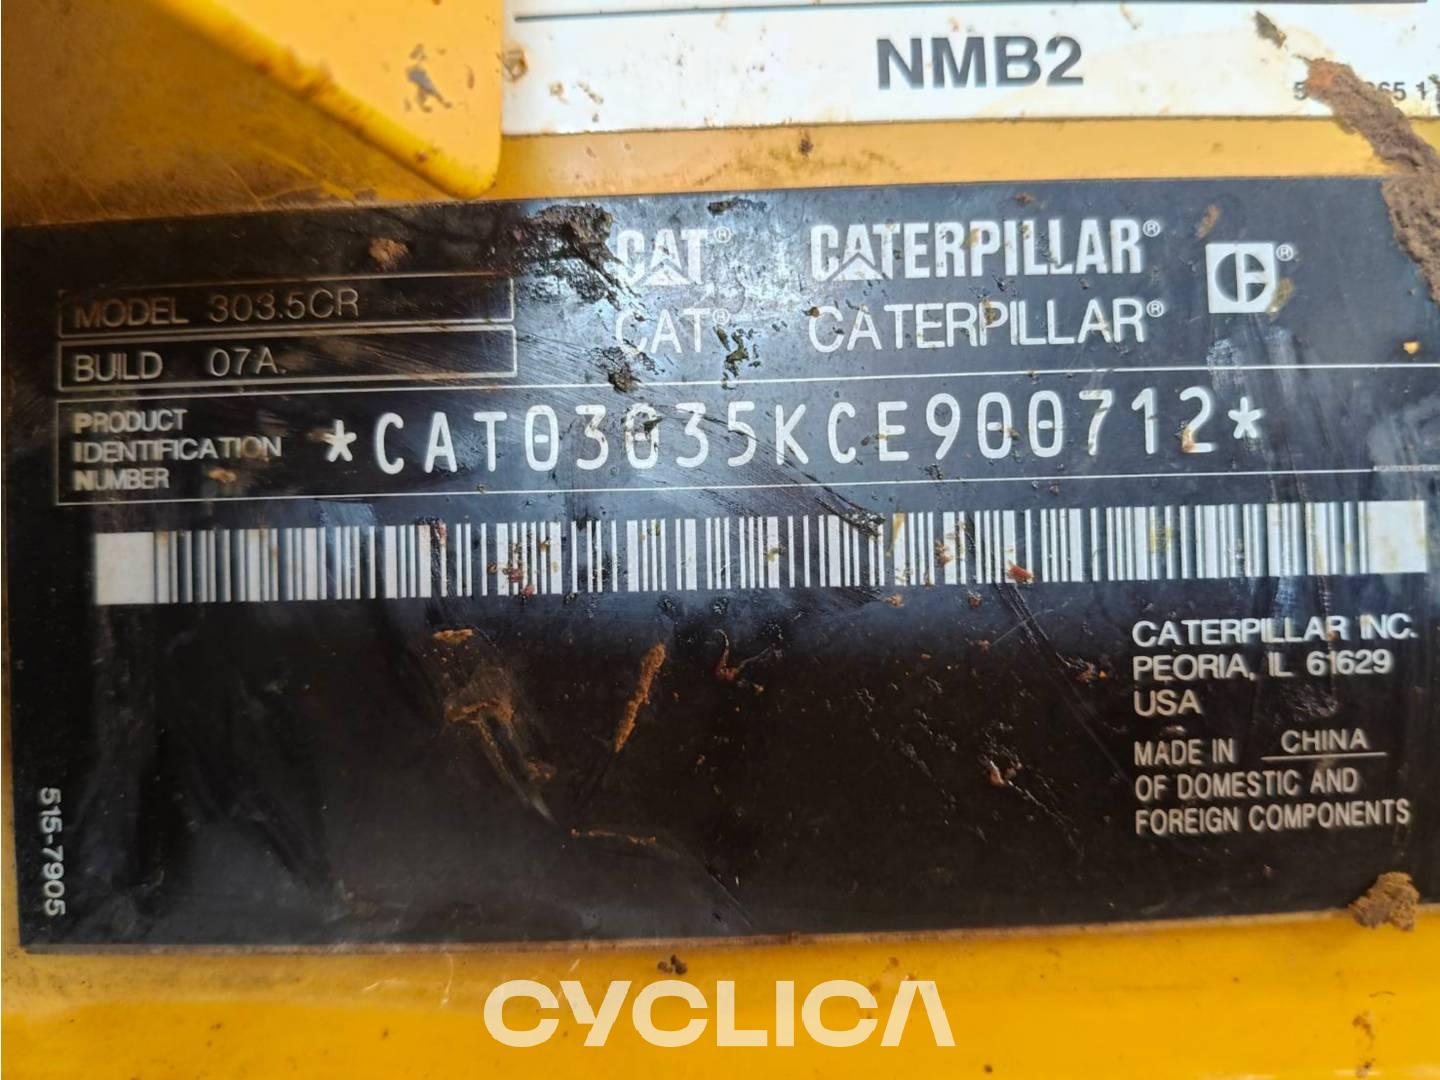 NMB2
CAT® CATERPILLAR®
CAT® CATERPILLAR®
MODEL 303.5CR
BUILD 07A.
PRODUCT
IDENTIFICATION
NUMBER
*CAT03035KCE900712*
CATERPILLAR INC.
PEORIA, IL 61629
USA
MADE IN CHINA
OF DOMESTIC AND
FOREIGN COMPONENTS
515-7905
CYCLICA